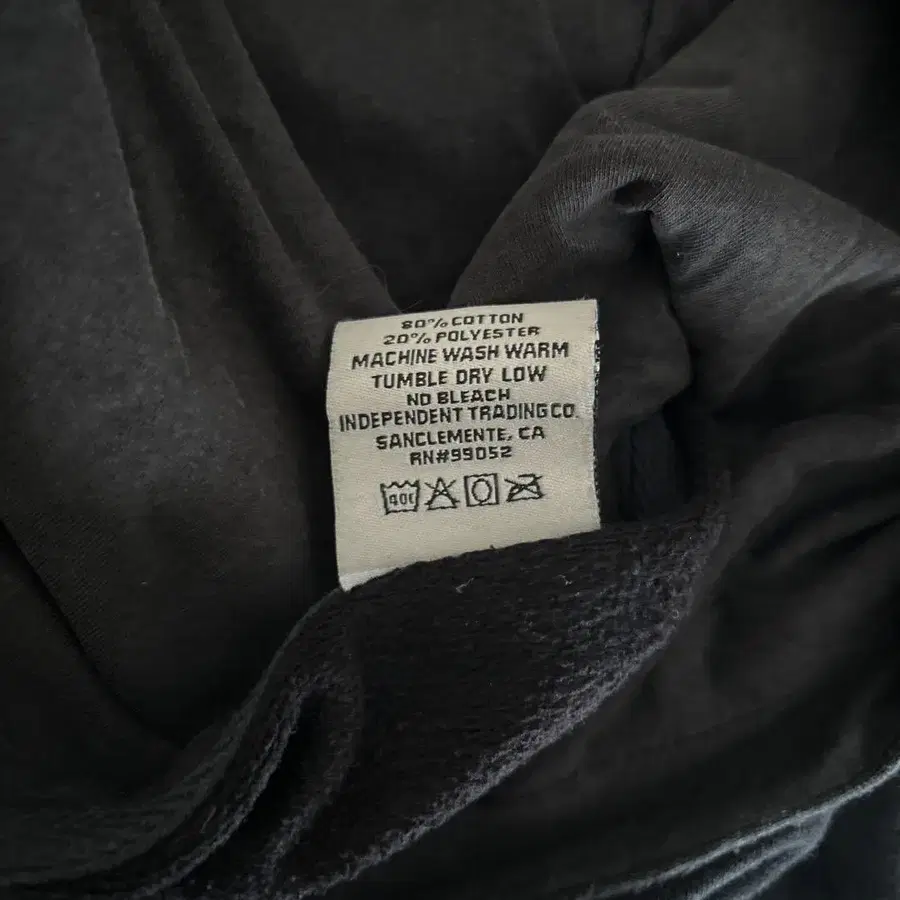 80% COTTON
20% POLYESTER
MACHINE WASH WARM
TUMBLE DRY LOW
NO BLEACH
INDEPENDENT TRADING CO.
SANCLEMENTE, CA
RN#99052
40C